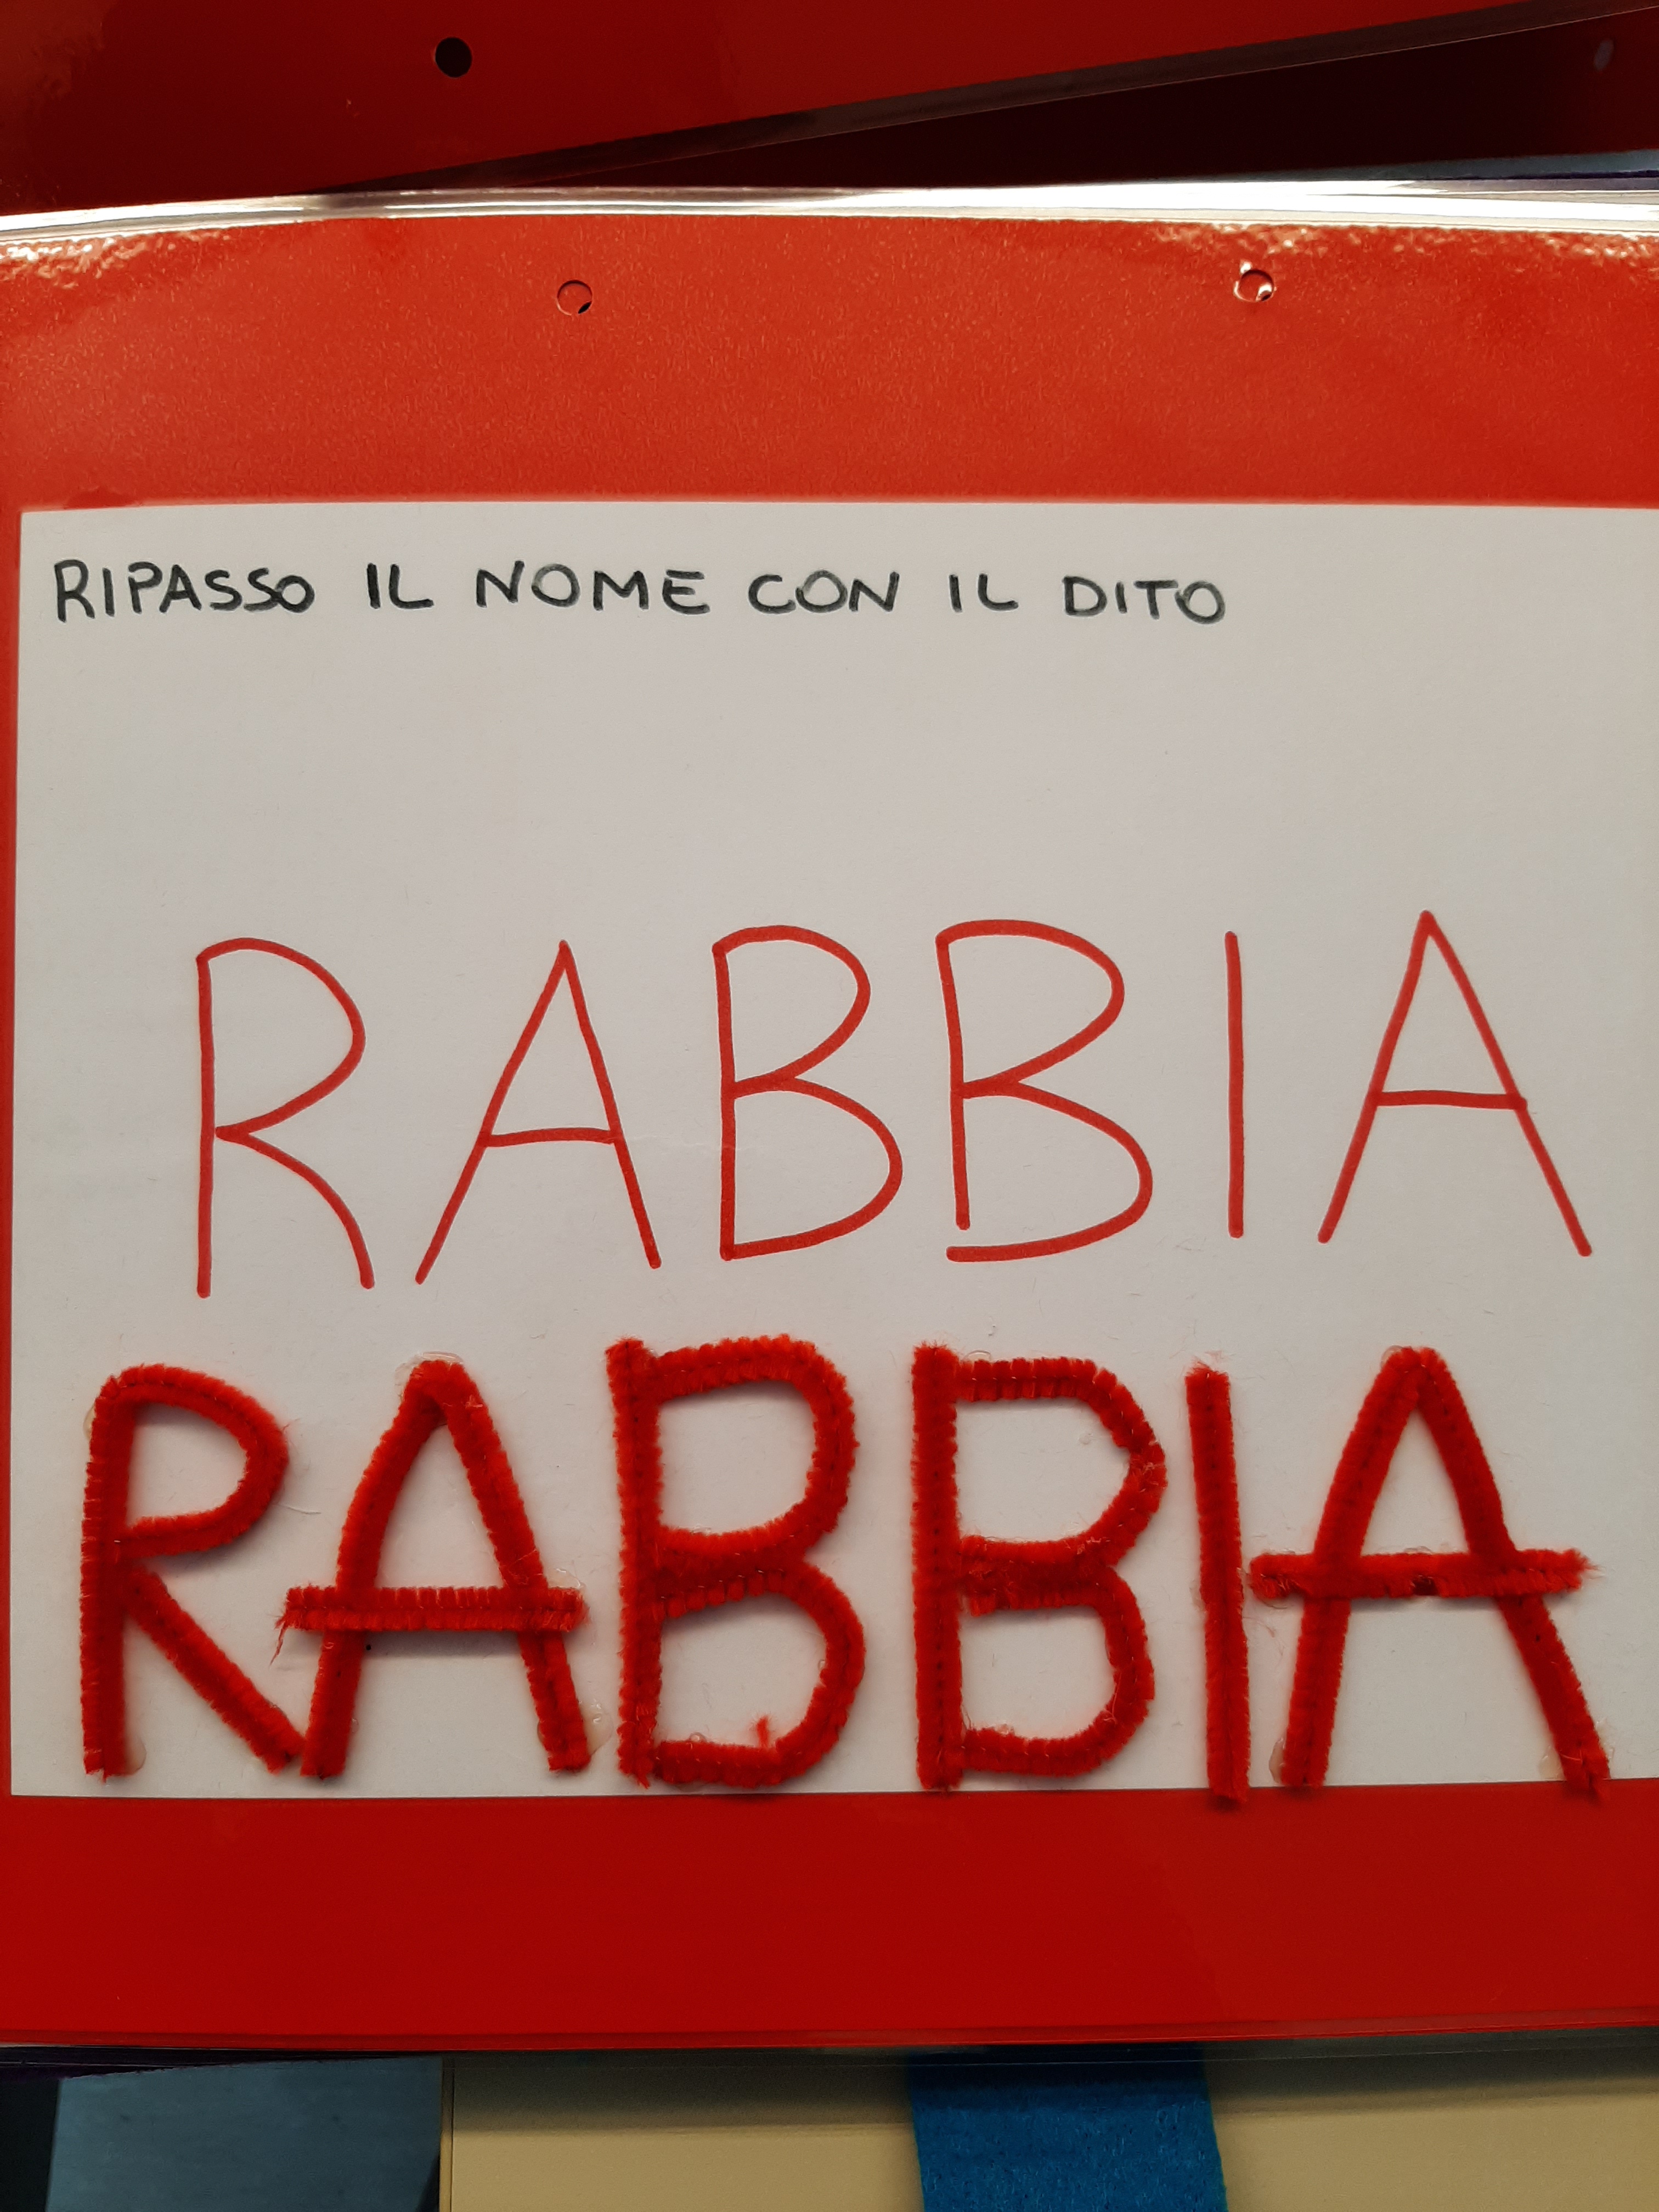 RIPASSO IL NOME CON IL DITO
RABBIA
RABBIA